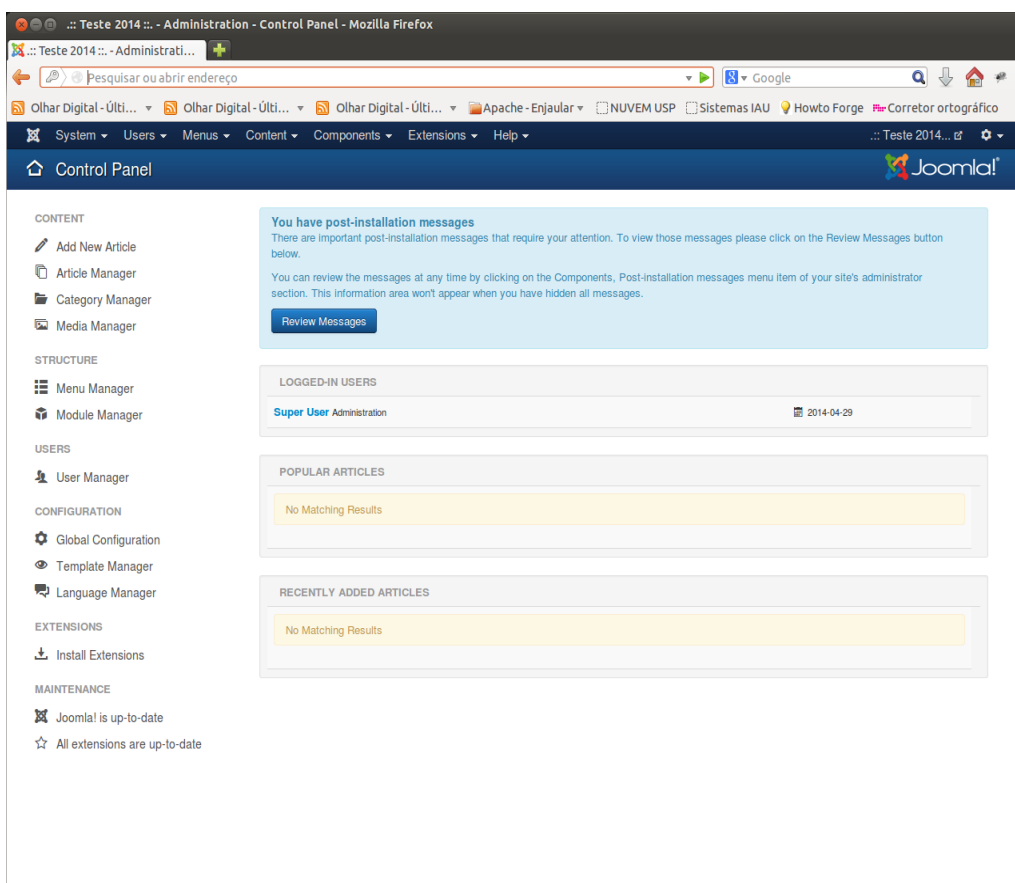 .:: Teste 2014 ::. - Administration - Control Panel - Mozilla Firefox
.:: Teste 2014 ::. - Administrati...
Pesquisar ou abrir endereço
Google
Olhar Digital - Últi...
Olhar Digital - Últi...
Olhar Digital - Últi...
Apache - Enjaular
NUVEM USP
Sistemas IAU
Howto Forge
Corretor ortográfico
System Users Menus Content Components Extensions Help .:: Teste 2014...
Control Panel
Joomla!
CONTENT
Add New Article
Article Manager
Category Manager
Media Manager
STRUCTURE
Menu Manager
Module Manager
USERS
User Manager
CONFIGURATION
Global Configuration
Template Manager
Language Manager
EXTENSIONS
Install Extensions
MAINTENANCE
Joomla! is up-to-date
All extensions are up-to-date
You have post-installation messages
There are important post-installation messages that require your attention. To view those messages please click on the Review Messages button
below.
You can review the messages at any time by clicking on the Components, Post-installation messages menu item of your site's administrator
section. This information area won't appear when you have hidden all messages.
Review Messages
LOGGED-IN USERS
Super User Administration 2014-04-29
POPULAR ARTICLES
No Matching Results
RECENTLY ADDED ARTICLES
No Matching Results